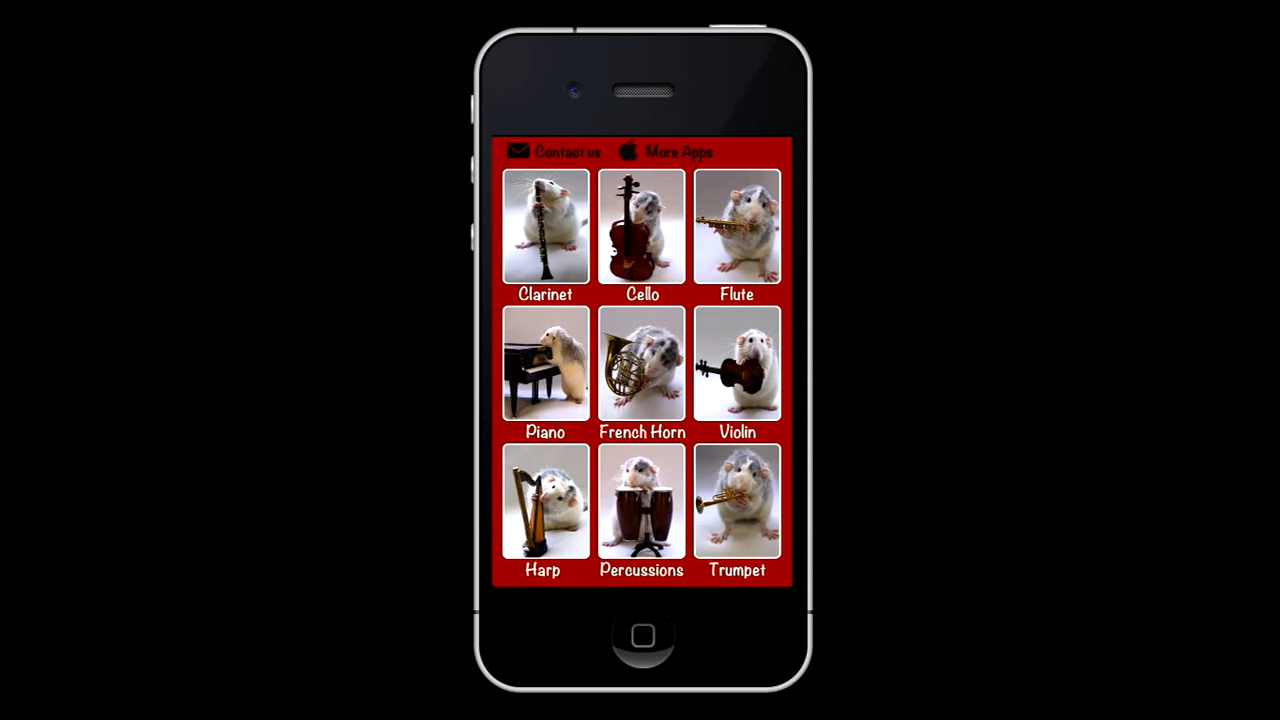 Contact us More Apps
Clarinet Cello Flute
Piano French Horn Violin
Harp Percussions Trumpet